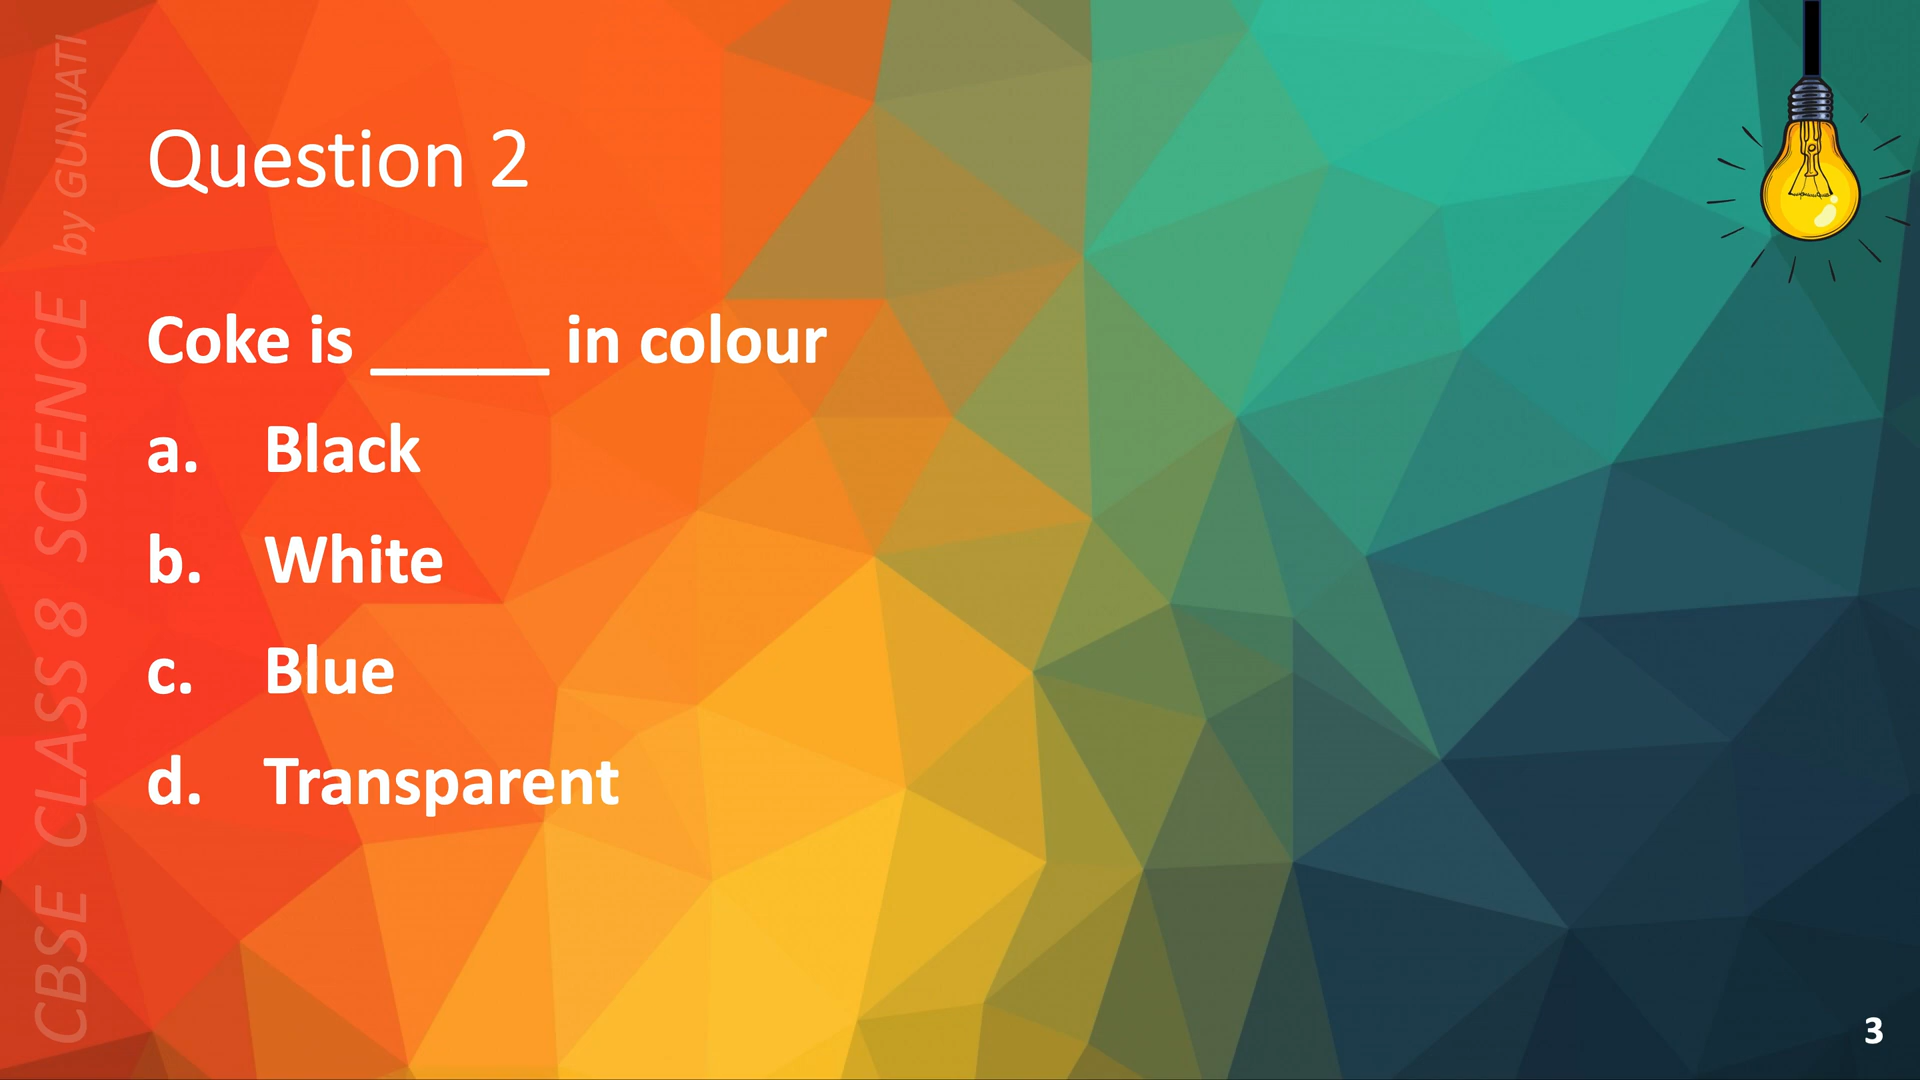 CBSE CLASS 8 SCIENCE by GUNJATI
Question 2
Coke is _____ in colour
a. Black
b. White
c. Blue
d. Transparent
3